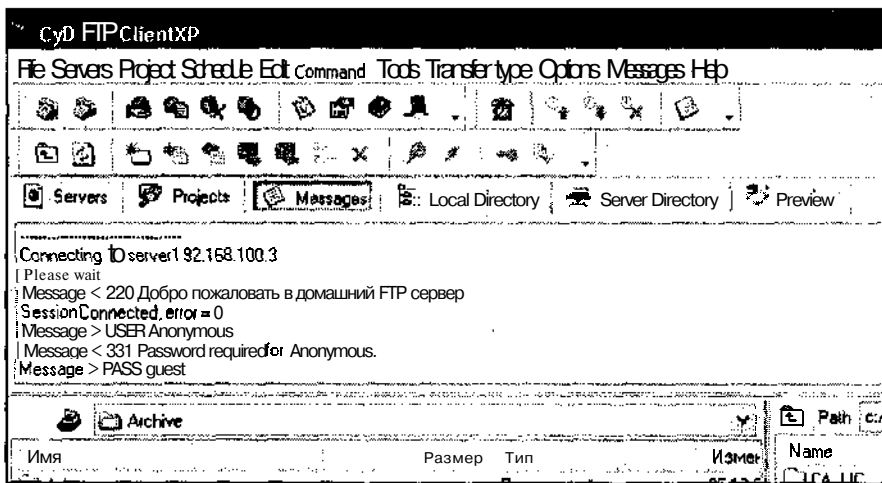 CyD FTP ClientXP
File Servers Project Schedule Edit Command Tools Transfer type Options Messages Help
Servers Projects Messages Local Directory Server Directory Preview
Connecting to server 192.168.100.3
Please wait
Message < 220 Добро пожаловать в домашний FTP сервер
Session Connected, error = 0
Message > USER Anonymous
Message < 331 Password required for Anonymous.
Message > PASS guest
Archive Path c:/
Имя Размер Тип Измен Name